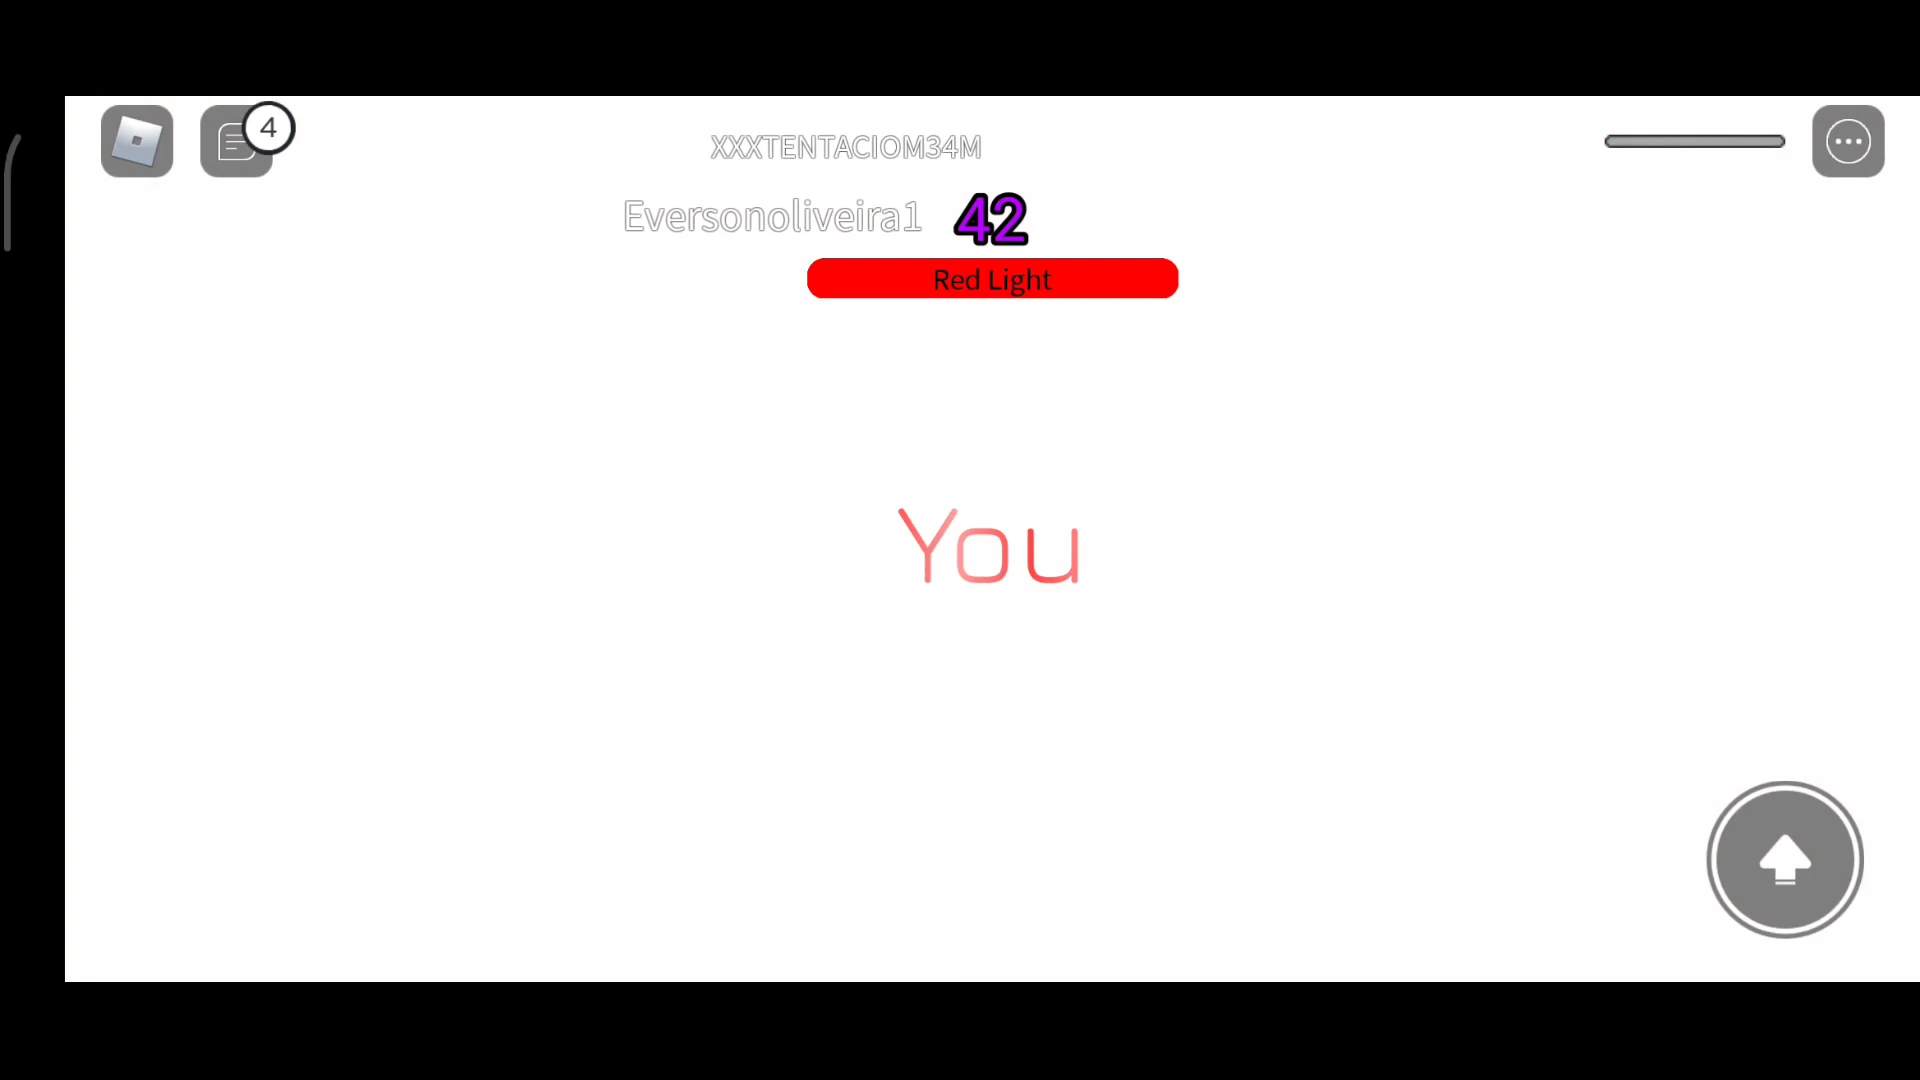 4
XXXTENTACIOM34M
Eversonoliveira1
42
Red Light
You